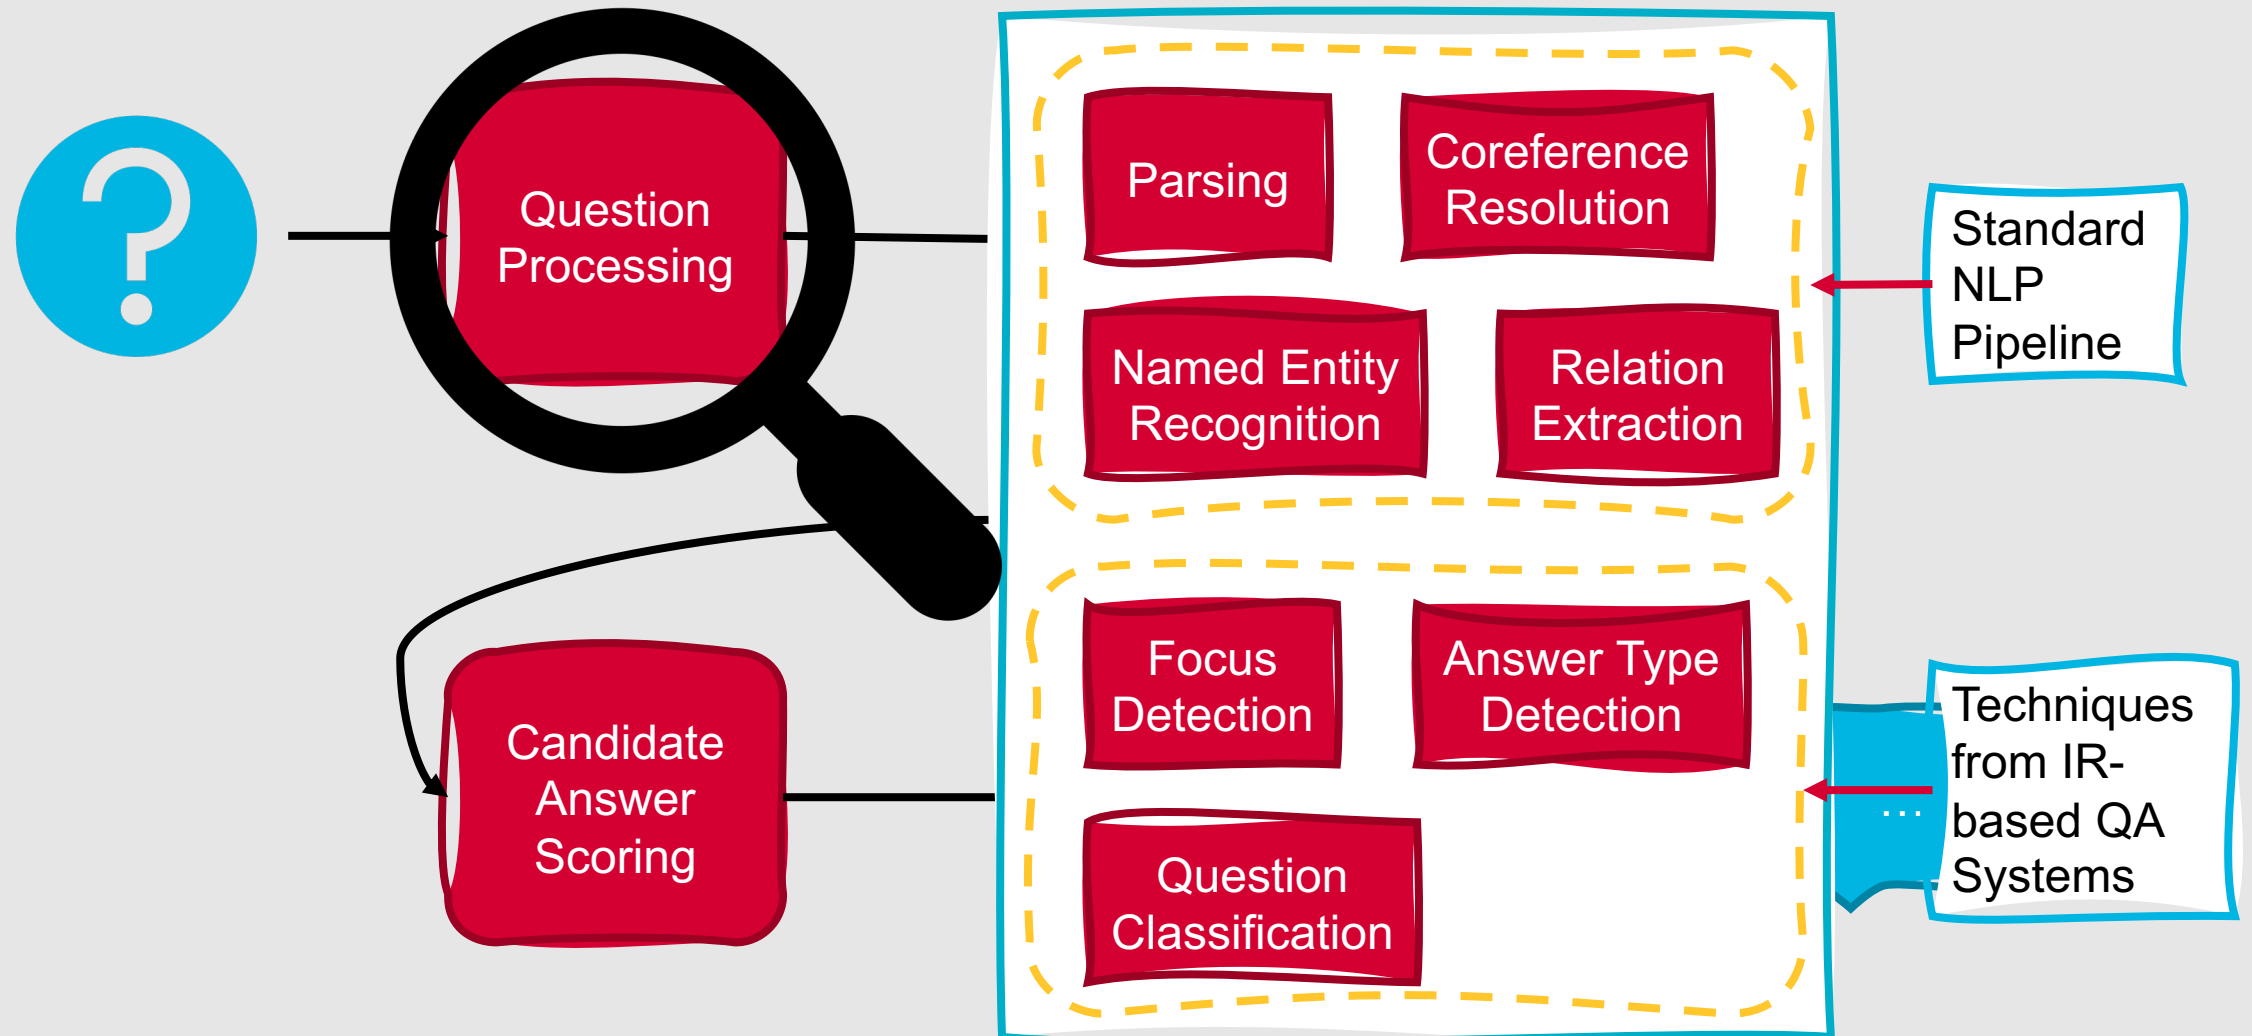 ?
Question
Processing
Parsing
Coreference
Resolution
Named Entity
Recognition
Relation
Extraction
Standard
NLP
Pipeline
Candidate
Answer
Scoring
Focus
Detection
Answer Type
Detection
Question
Classification
Techniques
from IR-
based QA
Systems
...